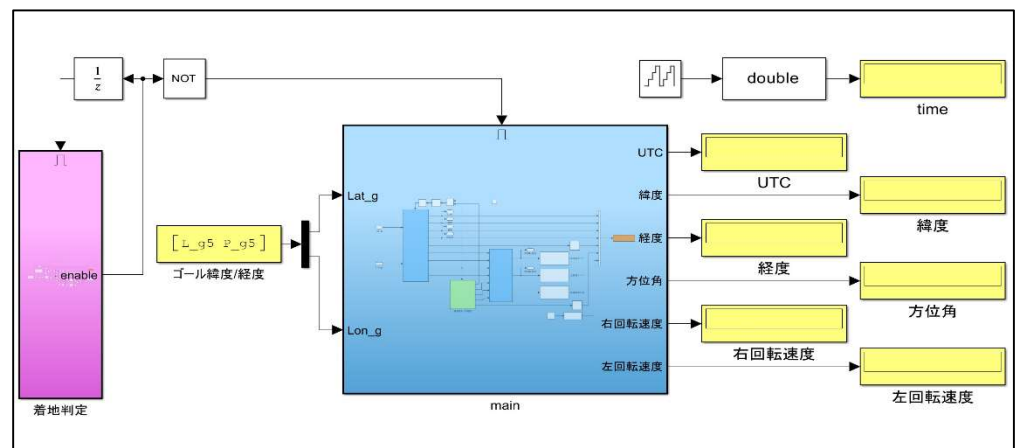 1
z
NOT
double
time
UTC
UTC
Lat_g
緯度
緯度
[ L_g5 P_g5 ]
ゴール緯度/経度
enable
経度
経度
方位角
方位角
Lon_g
右回転速度
右回転速度
左回転速度
左回転速度
main
着地判定